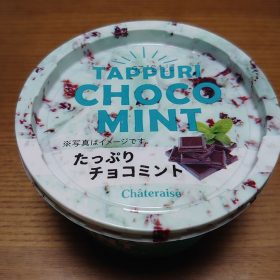 TAPPURI
CHOCO
MINT
※写真はイメージです。
たっぷり
チョコミント
Châteraisé